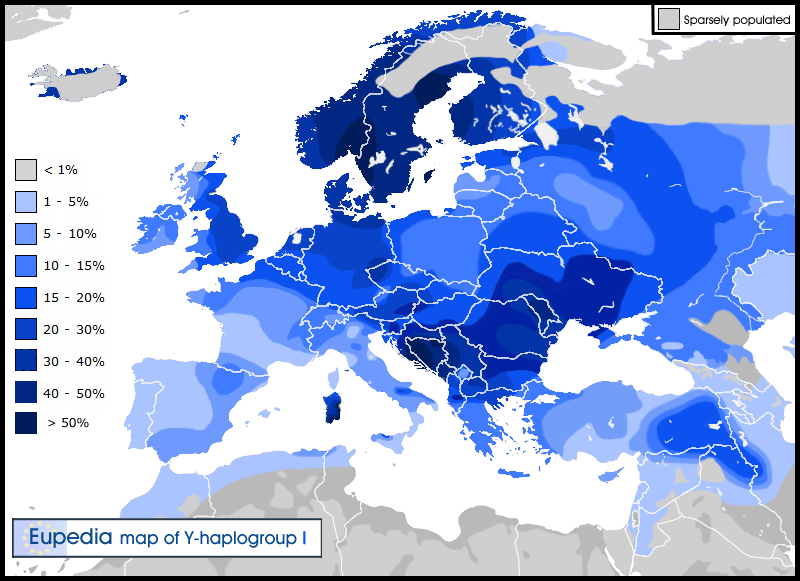 Sparsely populated
< 1%
1 - 5%
5 - 10%
10 - 15%
15 - 20%
20 - 30%
30 - 40%
40 - 50%
> 50%
Eupedia map of Y-haplogroup I